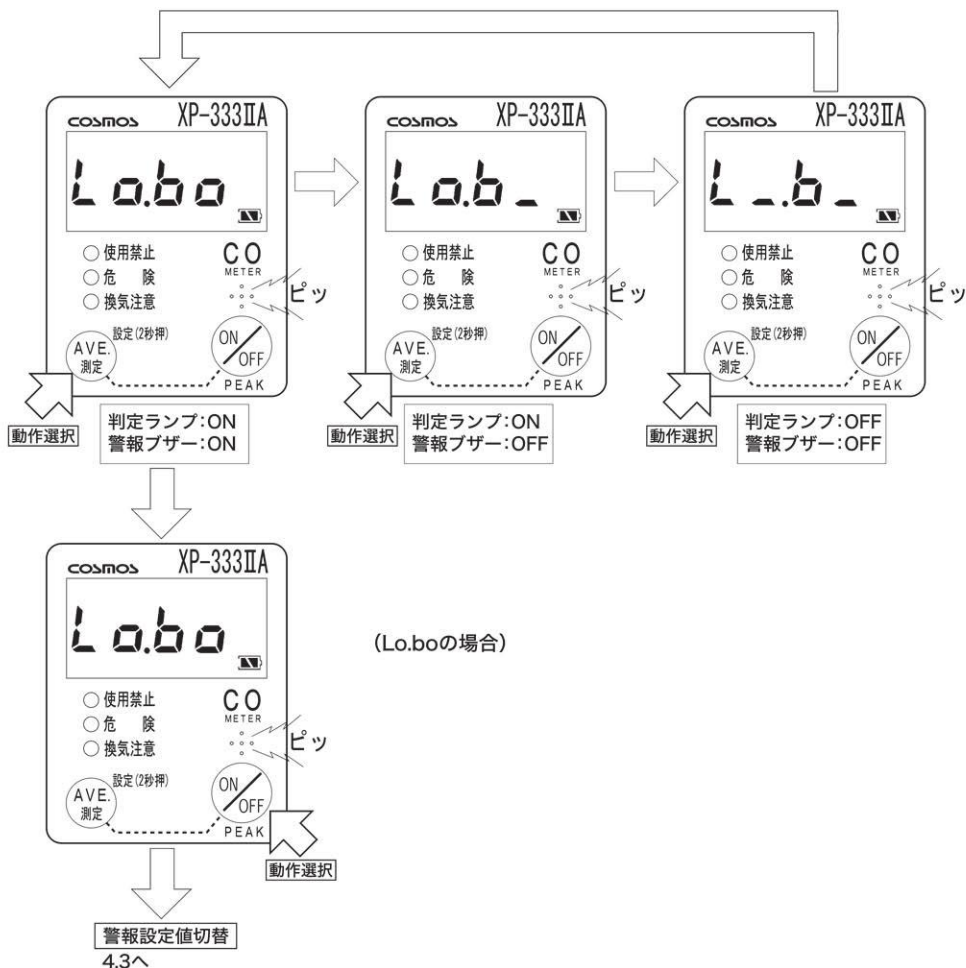 COSMOS XP-333ⅡA
Lo.bo
使用禁止
危 険
換気注意
CO
METER
ピッ
設定(2秒押)
AVE.
測定
ON/OFF
PEAK
動作選択
判定ランプ:ON
警報ブザー:ON
COSMOS XP-333ⅡA
Lo.b_
使用禁止
危 険
換気注意
CO
METER
ピッ
設定(2秒押)
AVE.
測定
ON/OFF
PEAK
動作選択
判定ランプ:ON
警報ブザー:OFF
COSMOS XP-333ⅡA
L_.b_
使用禁止
危 険
換気注意
CO
METER
ピッ
設定(2秒押)
AVE.
測定
ON/OFF
PEAK
動作選択
判定ランプ:OFF
警報ブザー:OFF
COSMOS XP-333ⅡA
Lo.bo
使用禁止
危 険
換気注意
CO
METER
ピッ
設定(2秒押)
AVE.
測定
ON/OFF
PEAK
動作選択
(Lo.boの場合)
警報設定値切替
4.3へ